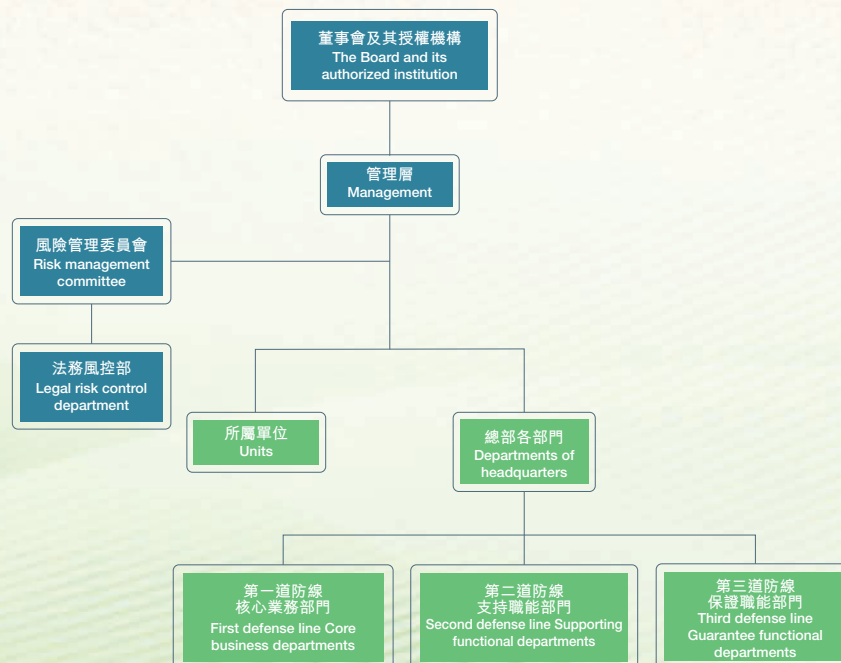 董事會及其授權機構
The Board and its
authorized institution
管理層
Management
風險管理委員會
Risk management
committee
法務風控部
Legal risk control
department
所屬單位
Units
總部各部門
Departments of
headquarters
第一道防線
核心業務部門
First defense line Core
business departments
第二道防線
支持職能部門
Second defense line Supporting
functional departments
第三道防線
保證職能部門
Third defense line
Guarantee functional
departments